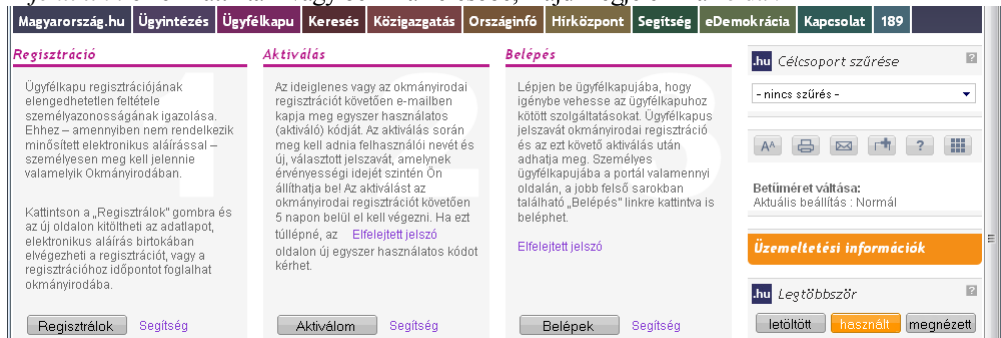 Magyarország.hu Ügyintézés Ügyfélkapu Keresés Közigazgatás Országinfó Hírközpont Segítség eDemokrácia Kapcsolat 189
Regisztráció
Ügyfélkapu regisztrációjának
elengedhetetlen feltétele
személyazonosságának igazolása.
Ehhez – amennyiben nem rendelkezik
minősített elektronikus aláírással –
személyesen meg kell jelennie
valamelyik Okmányirodában.
Kattintson a „Regisztrálok" gombra és
az új oldalon kitöltheti az adatlapot,
elektronikus aláírás birtokában
elvégezheti a regisztrációt, vagy a
regisztrációhoz időpontot foglalhat
okmányirodába.
Regisztrálok Segítség
Aktiválás
Az ideiglenes vagy az okmányirodai
regisztrációt követően e-mailben
kapja meg egyszer használatos
(aktiváló) kódját. Az aktiválás során
meg kell adnia felhasználói nevét és
új, választott jelszavát, amelynek
érvényességi idejét szintén Ön
állíthatja be! Az aktiválást az
okmányirodai regisztrációt követően
5 napon belül el kell végezni. Ha ezt
túllépné, az Elfelejtett jelszó
oldalon új egyszer használatos kódot
kérhet.
Aktiválom Segítség
Belépés
Lépjen be ügyfélkapujába, hogy
igénybe vehesse az ügyfélkapuhoz
kötött szolgáltatásokat. Ügyfélkapus
jelszavát okmányirodai regisztráció
és az ezt követő aktiválás után
adhatja meg. Személyes
ügyfélkapujába a portál valamennyi
oldalán, a jobb felső sarokban
található „Belépés" linkre kattintva is
beléphet.
Elfelejtett jelszó
Belépek Segítség
.hu Célcsoport szűrése ?
- nincs szűrés -
AA ?
Betűméret váltása:
Aktuális beállítás : Normál
Üzemeltetési információk
.hu Legtöbbször ?
letöltött használt megnézett
1
2
3